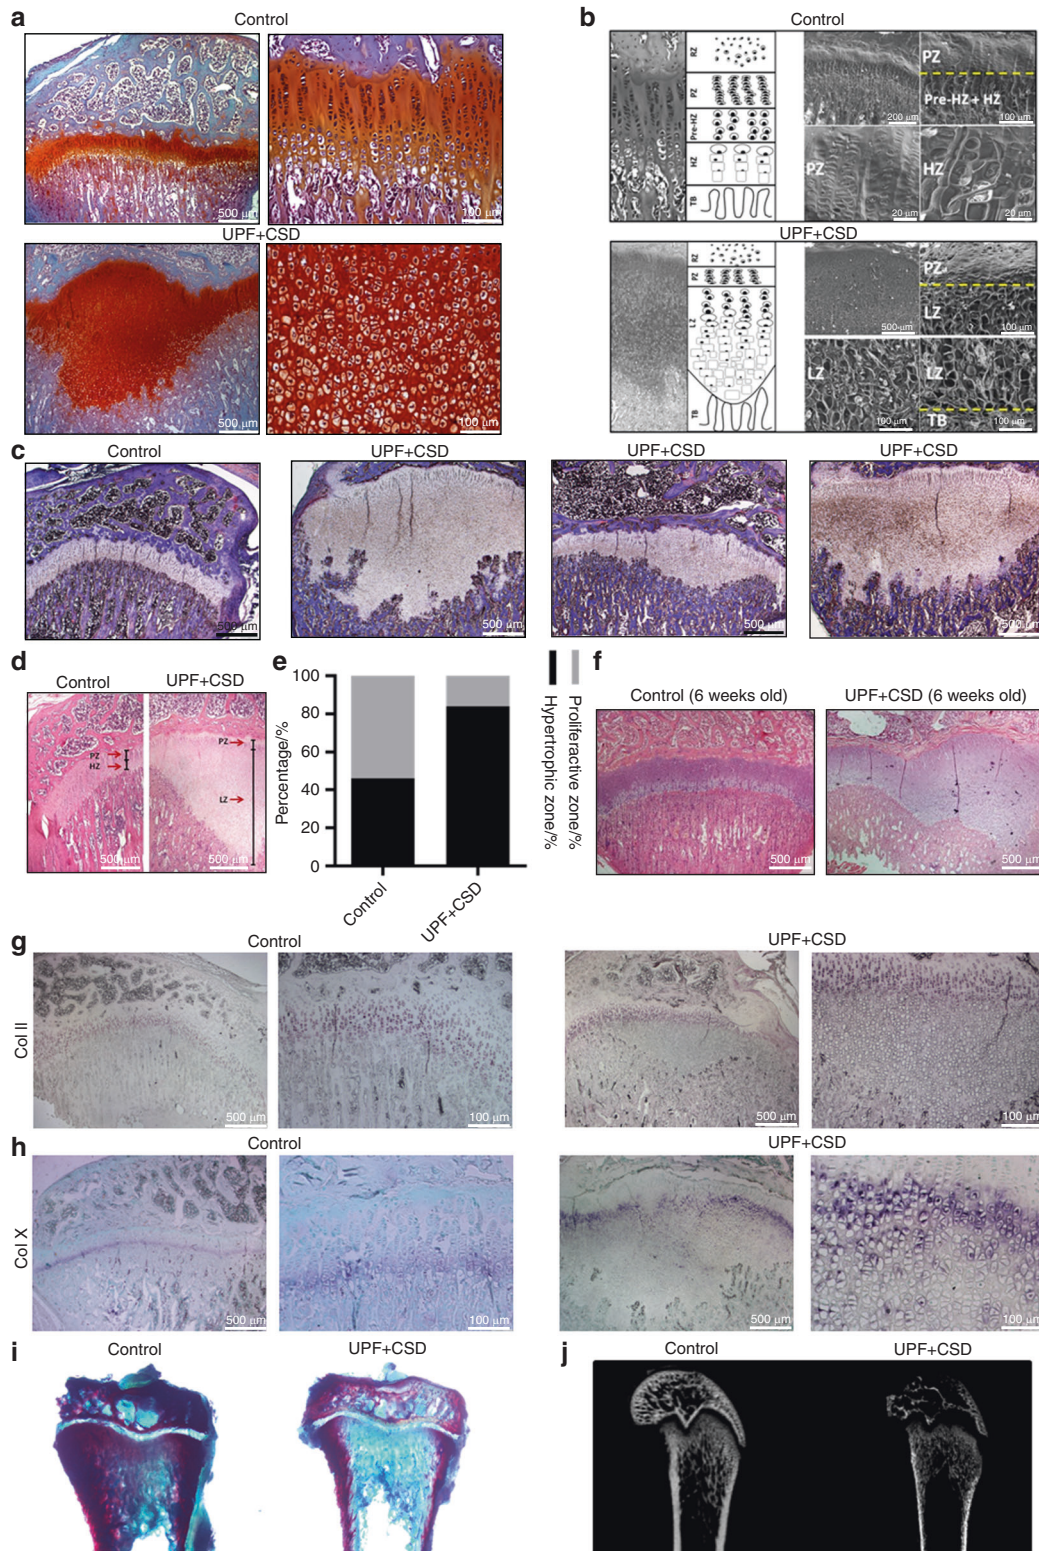 a
Control
500 µm
100 µm
UPF+CSD
500 µm
100 µm
b
Control
RZ
PZ
Pre-HZ
HZ
TB
200 µm
PZ
Pre-HZ + HZ
100 µm
PZ
20 µm
HZ
20 µm
UPF+CSD
RZ
PZ
LZ
TB
500 µm
PZ
LZ
100 µm
LZ
100 µm
LZ
TB
100 µm
c
Control
UPF+CSD
UPF+CSD
UPF+CSD
500 µm
500 µm
500 µm
500 µm
d
Control
UPF+CSD
PZ
HZ
PZ
LZ
500 µm
500 µm
e
Percentage/%
100
80
60
40
20
0
Control
UPF+CSD
Proliferactive zone/%
Hypertrophic zone/%
f
Control (6 weeks old)
UPF+CSD (6 weeks old)
500 µm
500 µm
g
Control
UPF+CSD
Col II
500 µm
100 µm
500 µm
100 µm
h
Control
UPF+CSD
Col X
500 µm
100 µm
500 µm
100 µm
i
Control
UPF+CSD
j
Control
UPF+CSD